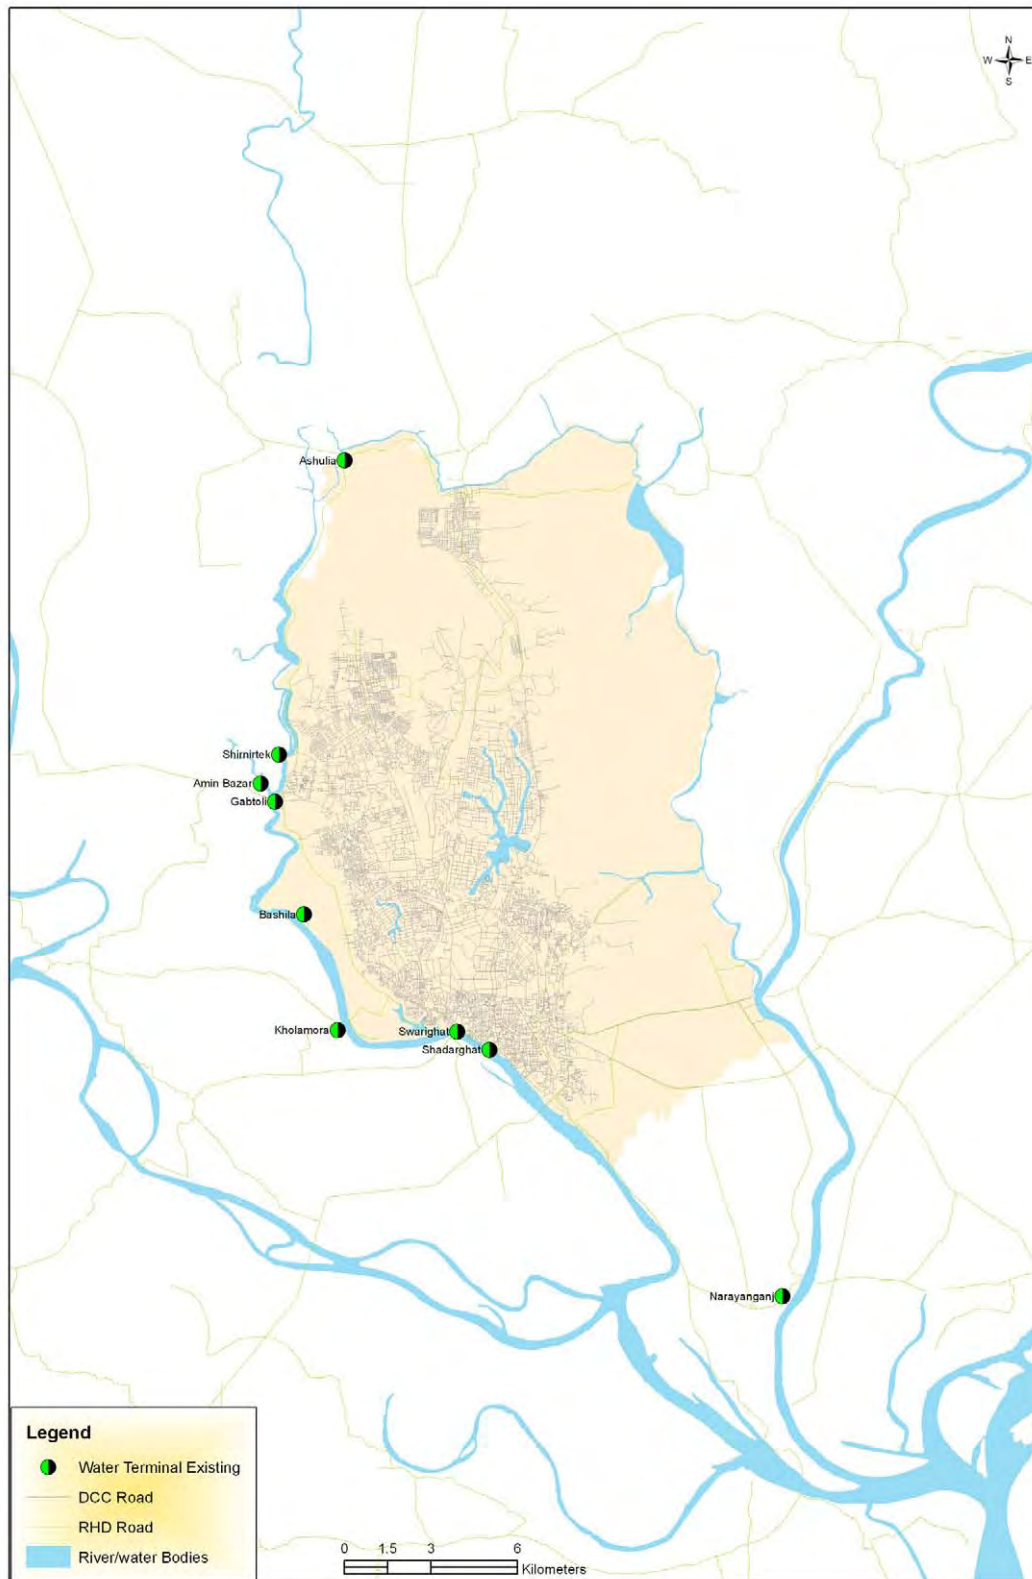 N
W E
S
Ashulia
Shirnirtek
Amin Bazar
Gabtoli
Bashila
Kholamora
Swarighat
Shadarghat
Narayanganj
Legend
Water Terminal Existing
DCC Road
RHD Road
River/water Bodies
0 1.5 3 6
Kilometers